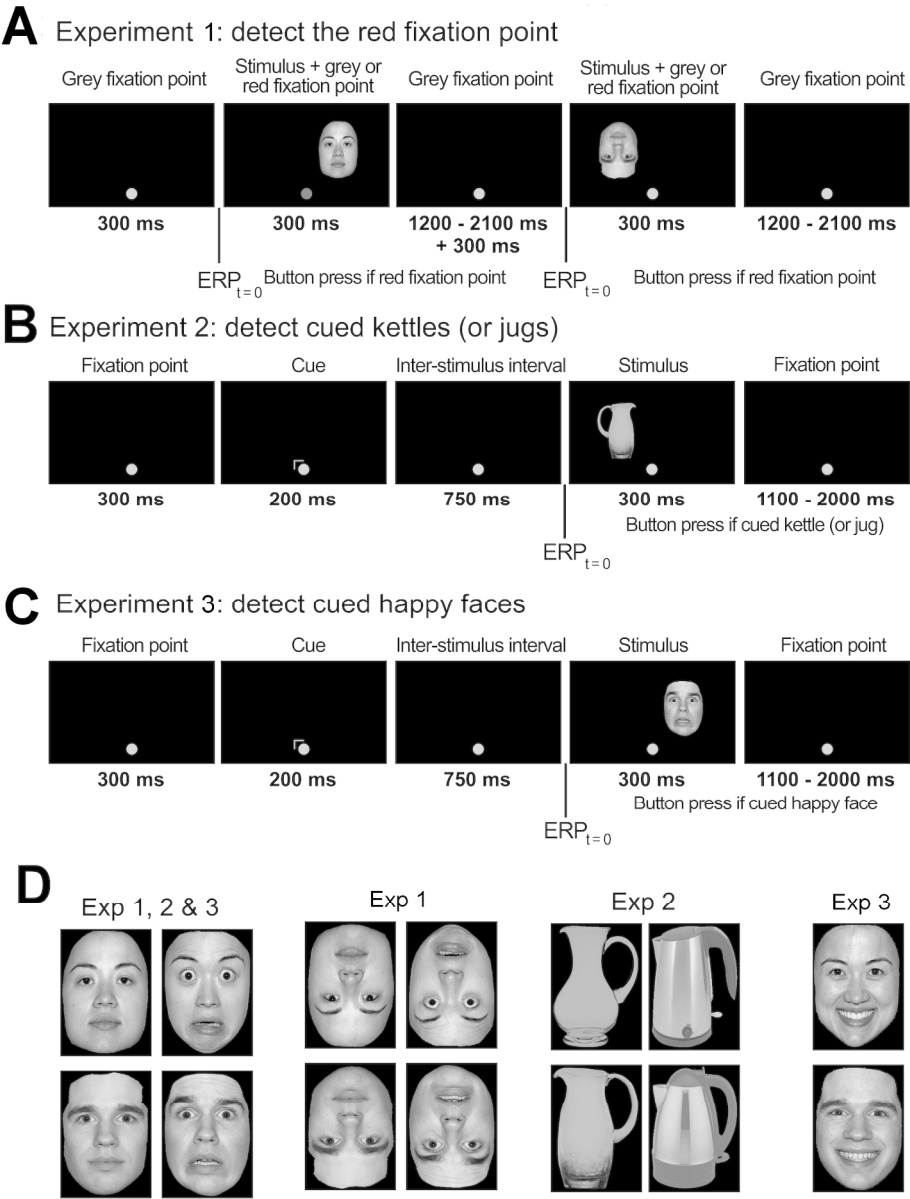 A Experiment 1: detect the red fixation point
Grey fixation point
Stimulus + grey or
red fixation point
Grey fixation point
Stimulus + grey or
red fixation point
Grey fixation point
300 ms
300 ms
1200 - 2100 ms
+ 300 ms
300 ms
1200 - 2100 ms
ERP t = 0
Button press if red fixation point
ERP t = 0
Button press if red fixation point
B Experiment 2: detect cued kettles (or jugs)
Fixation point
Cue
Inter-stimulus interval
Stimulus
Fixation point
300 ms
200 ms
750 ms
300 ms
1100 - 2000 ms
Button press if cued kettle (or jug)
ERP t = 0
C Experiment 3: detect cued happy faces
Fixation point
Cue
Inter-stimulus interval
Stimulus
Fixation point
300 ms
200 ms
750 ms
300 ms
1100 - 2000 ms
Button press if cued happy face
ERP t = 0
D
Exp 1, 2 & 3
Exp 1
Exp 2
Exp 3